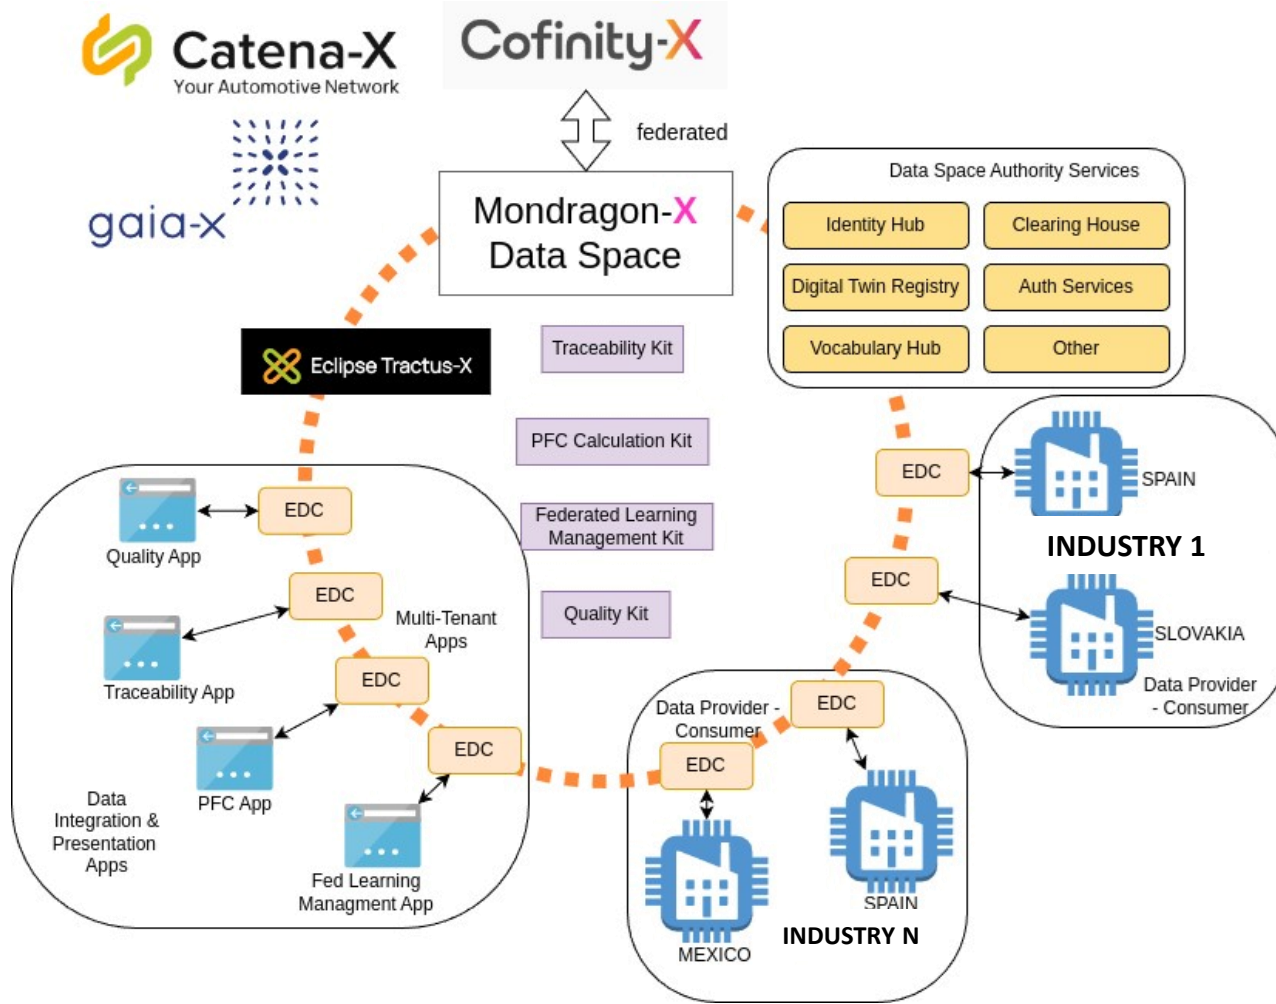 Catena-X
Your Automotive Network
Cofinity-X
gaia-x
federated
Mondragon-X
Data Space
Data Space Authority Services
Identity Hub
Clearing House
Digital Twin Registry
Auth Services
Vocabulary Hub
Other
Eclipse Tractus-X
Traceability Kit
PFC Calculation Kit
Federated Learning
Management Kit
Quality Kit
EDC
Quality App
EDC
Multi-Tenant
Apps
Traceability App
EDC
PFC App
EDC
Data
Integration &
Presentation
Apps
Fed Learning
Managment App
EDC
SPAIN
INDUSTRY 1
EDC
SLOVAKIA
Data Provider
- Consumer
Data Provider -
Consumer
EDC
EDC
SPAIN
INDUSTRY N
MEXICO